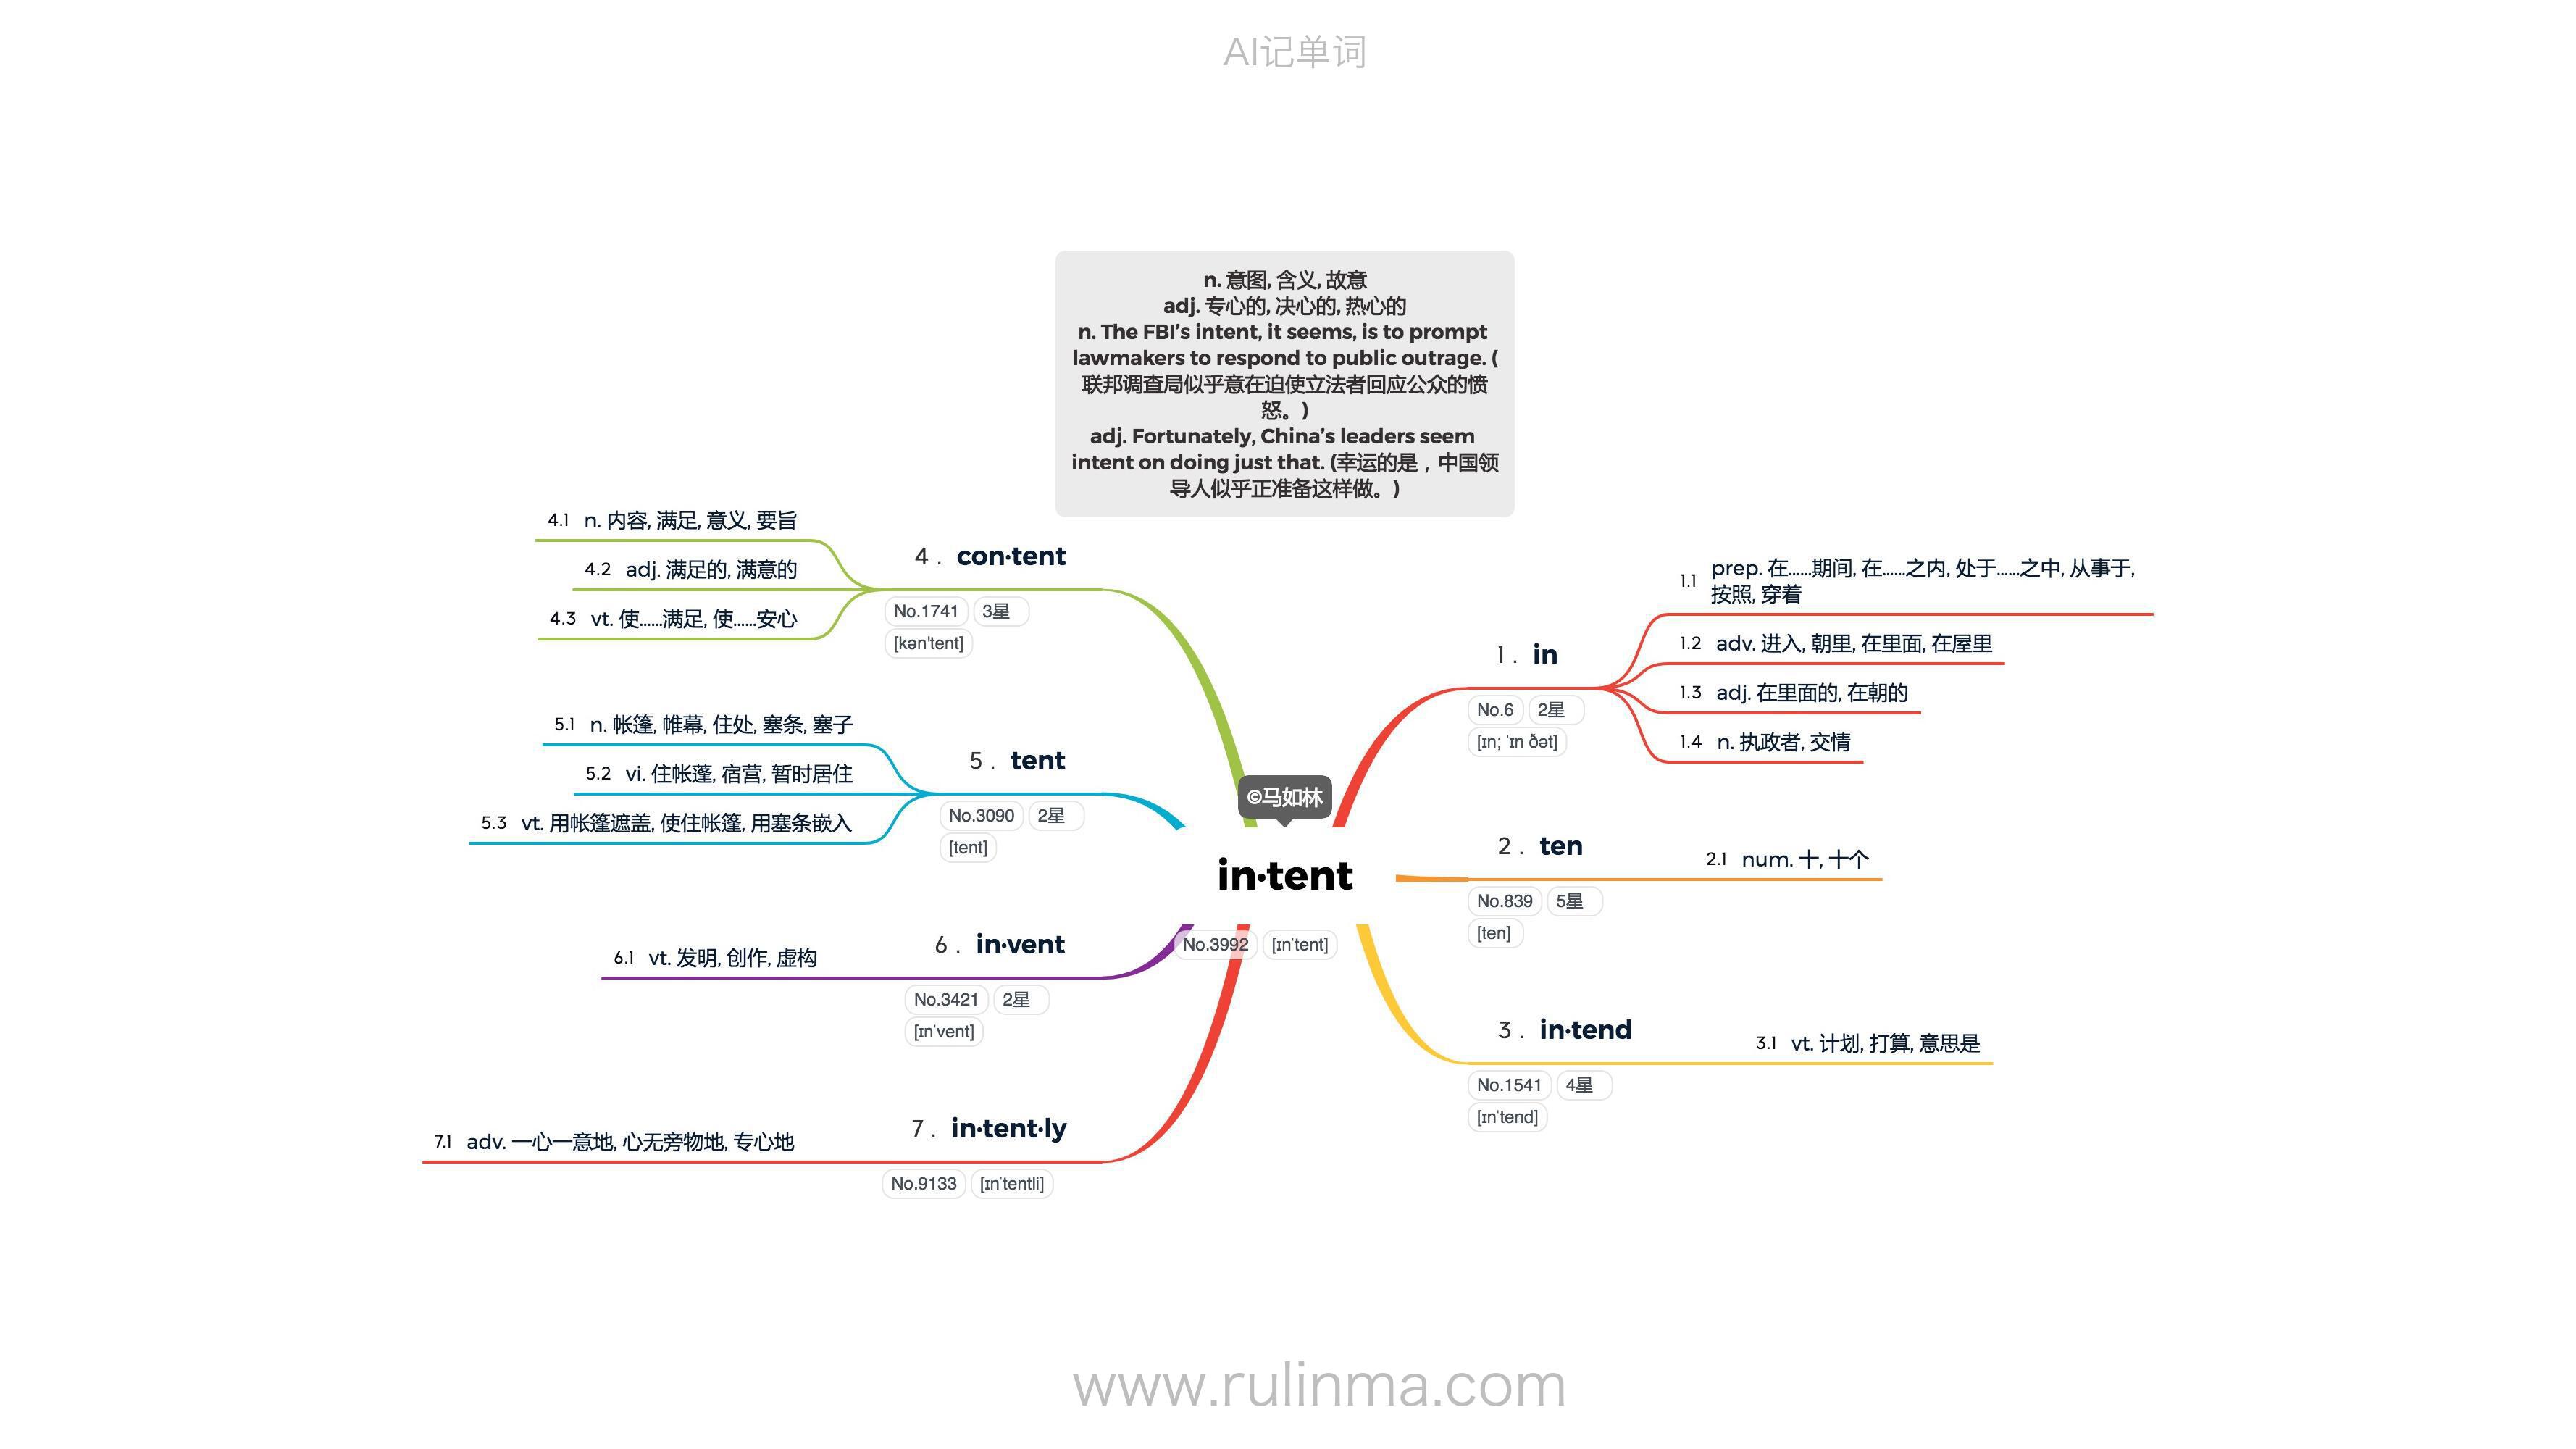 AI记单词
n. 意图, 含义, 故意
adj. 专心的, 决心的, 热心的
n. The FBI’s intent, it seems, is to prompt
lawmakers to respond to public outrage. (
联邦调查局似乎意在迫使立法者回应公众的愤
怒。)
adj. Fortunately, China’s leaders seem
intent on doing just that. (幸运的是，中国领
导人似乎正准备这样做。)
©马如林
in·tent
No.3992 [ɪnˈtent]
1. in
No.6 2星
[ɪn; ˈɪn ðət]
1.1 prep. 在……期间, 在……之内, 处于……之中, 从事于,
按照, 穿着
1.2 adv. 进入, 朝里, 在里面, 在屋里
1.3 adj. 在里面的, 在朝的
1.4 n. 执政者, 交情
2. ten
No.839 5星
[ten]
2.1 num. 十, 十个
3. in·tend
No.1541 4星
[ɪnˈtend]
3.1 vt. 计划, 打算, 意思是
4. con·tent
No.1741 3星
[kən'tent]
4.1 n. 内容, 满足, 意义, 要旨
4.2 adj. 满足的, 满意的
4.3 vt. 使……满足, 使……安心
5. tent
No.3090 2星
[tent]
5.1 n. 帐篷, 帷幕, 住处, 塞条, 塞子
5.2 vi. 住帐蓬, 宿营, 暂时居住
5.3 vt. 用帐篷遮盖, 使住帐篷, 用塞条嵌入
6. in·vent
No.3421 2星
[ɪnˈvent]
6.1 vt. 发明, 创作, 虚构
7. in·tent·ly
No.9133 [ɪnˈtentli]
7.1 adv. 一心一意地, 心无旁物地, 专心地
www.rulinma.com